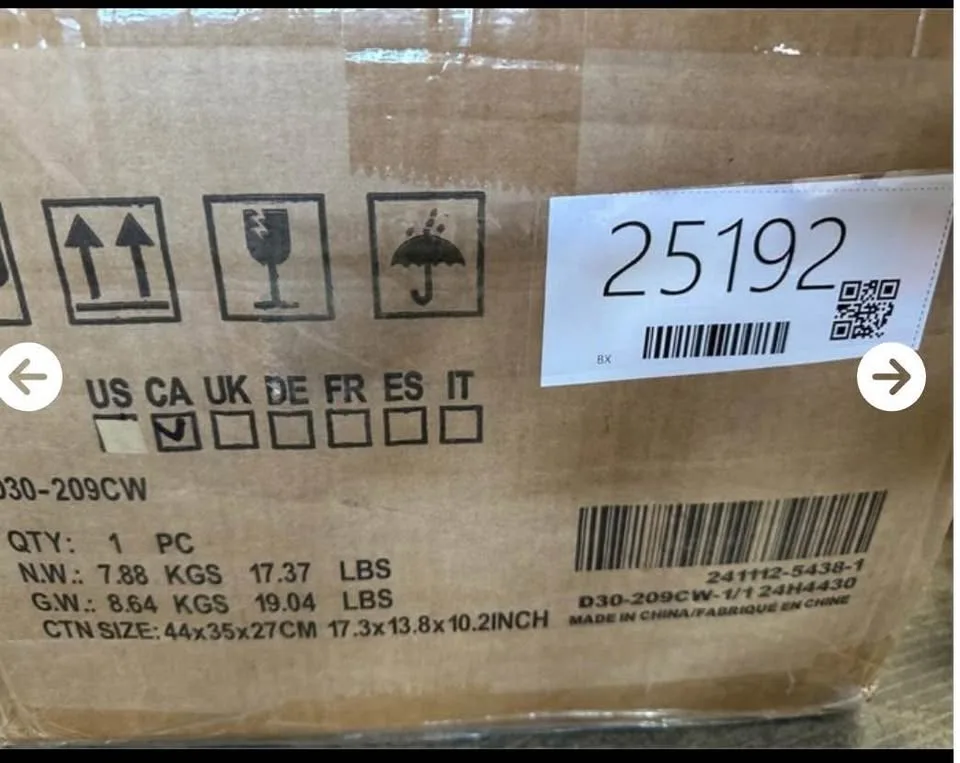 25192
BX
US CA UK DE FR ES IT
D30-209CW
QTY: 1 PC
N.W.: 7.88 KGS 17.37 LBS
G.W.: 8.64 KGS 19.04 LBS
CTN SIZE: 44x35x27CM 17.3x13.8x10.2INCH
241112-5438-1
D30-209CW-1/1 24H4430
MADE IN CHINA/FABRIQUÉ EN CHINE